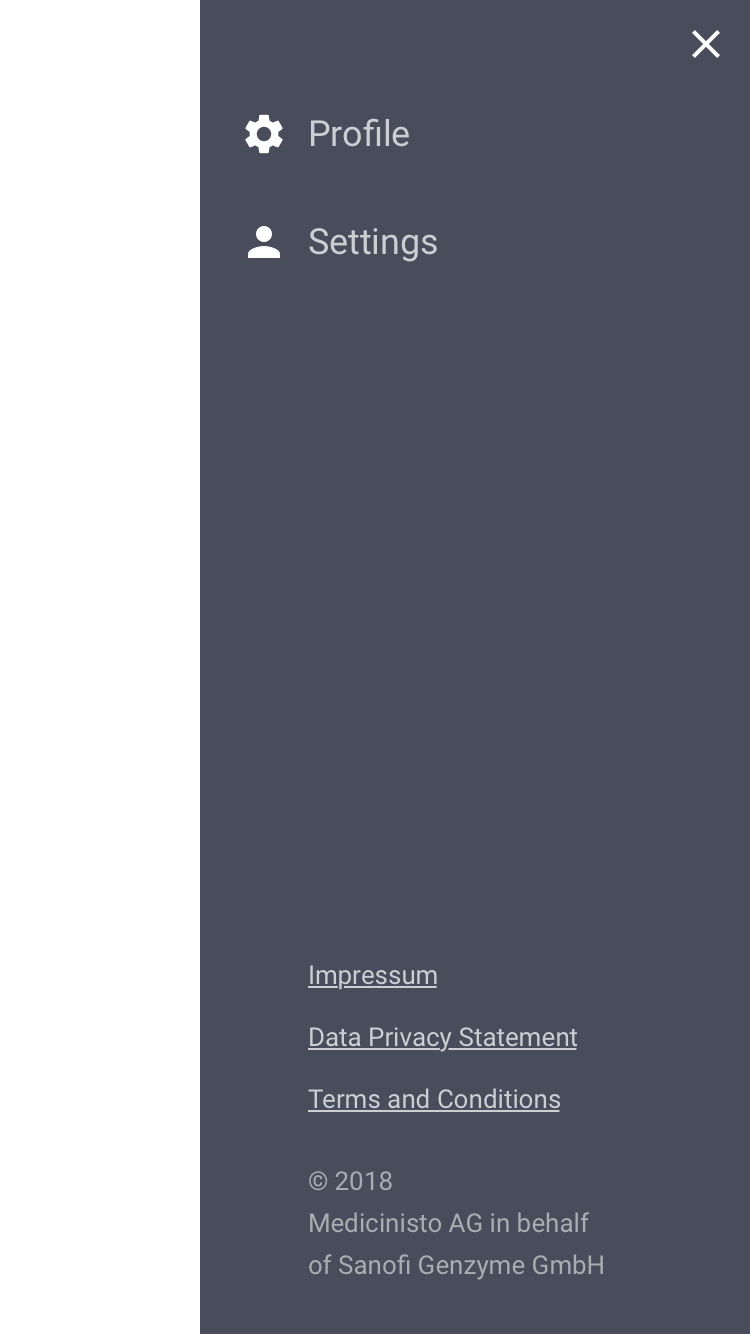 Profile
Settings
Impressum
Data Privacy Statement
Terms and Conditions
© 2018
Medicinisto AG in behalf
of Sanofi Genzyme GmbH